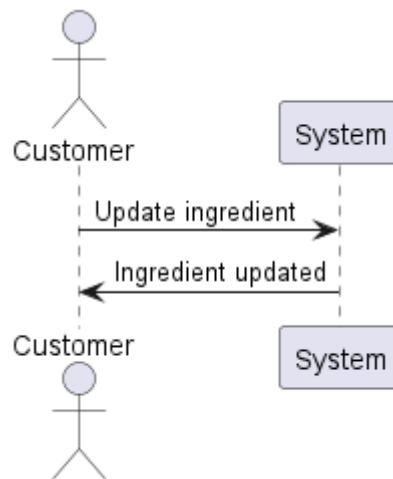 Customer
System
Update ingredient
Ingredient updated
Customer
System